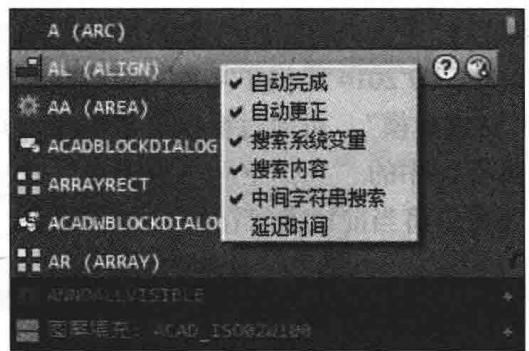 A (ARC)
AL (ALIGN)
AA (AREA)
ACADBLOCKDIALOG
ARRAYRECT
ACADWBLOCKDIALO
AR (ARRAY)
自动完成
自动更正
搜索系统变量
搜索内容
中间字符串搜索
延迟时间
ANNOALLVISIBLE
图案填充: ACAD_ISO02W100